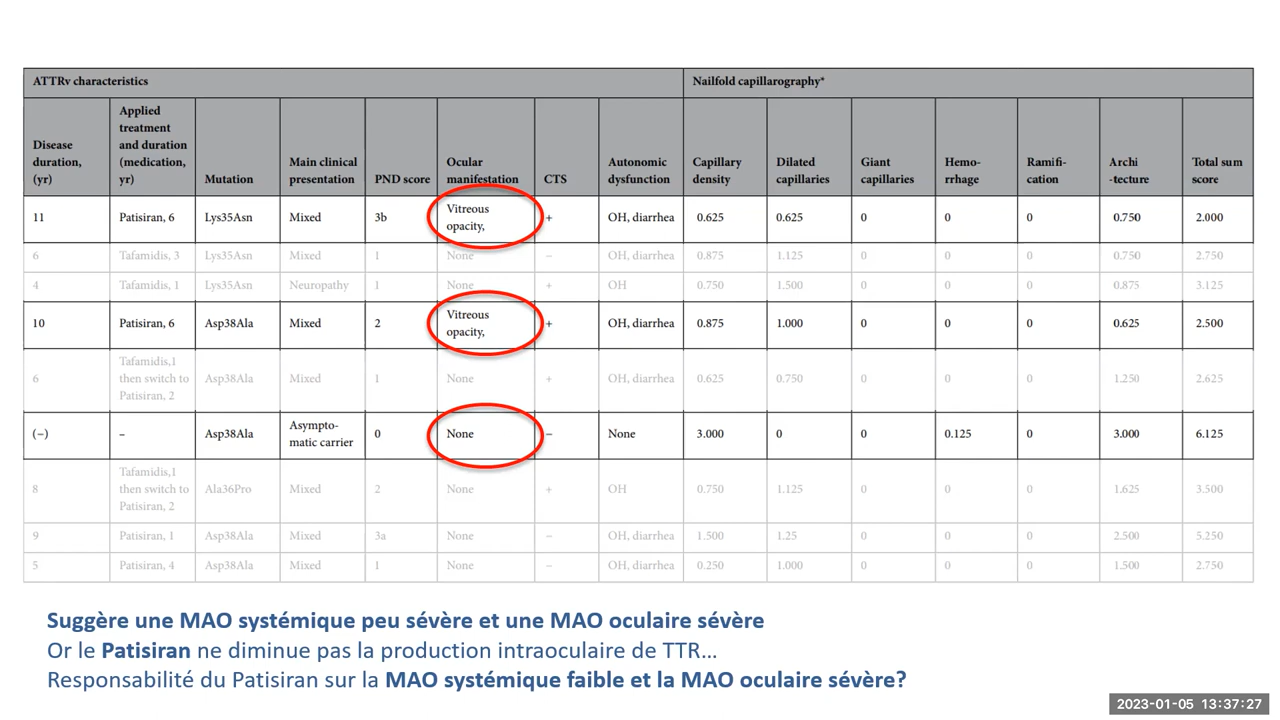 ATTRv characteristics Nailfold capillarography*
Disease duration, (yr) Applied treatment and duration (medication, yr) Mutation Main clinical presentation PND score Ocular manifestation CTS Autonomic dysfunction Capillary density Dilated capillaries Giant capillaries Hemo-rrhage Ramifi-cation Archi-tecture Total sum score
11 Patisiran, 6 Lys35Asn Mixed 3b Vitreous opacity, + OH, diarrhea 0.625 0.625 0 0 0 0.750 2.000
6 Tafamidis, 3 Lys35Asn Mixed 1 None − OH, diarrhea 0.875 1.125 0 0 0 0.750 2.750
4 Tafamidis, 1 Lys35Asn Neuropathy 1 None + OH 0.750 1.500 0 0 0 0.875 3.125
10 Patisiran, 6 Asp38Ala Mixed 2 Vitreous opacity, + OH, diarrhea 0.875 1.000 0 0 0 0.625 2.500
6 Tafamidis,1 then switch to Patisiran, 2 Asp38Ala Mixed 1 None + OH, diarrhea 0.625 0.750 0 0 0 1.250 2.625
(−) – Asp38Ala Asympto-matic carrier 0 None − None 3.000 0 0 0.125 0 3.000 6.125
8 Tafamidis,1 then switch to Patisiran, 2 Ala36Pro Mixed 2 None + OH 0.750 1.125 0 0 0 1.625 3.500
9 Patisiran, 1 Asp38Ala Mixed 3a None − OH, diarrhea 1.500 1.25 0 0 0 2.500 5.250
5 Patisiran, 4 Asp38Ala Mixed 1 None − OH, diarrhea 0.250 1.000 0 0 0 1.500 2.750
Suggère une MAO systémique peu sévère et une MAO oculaire sévère
Or le Patisiran ne diminue pas la production intraoculaire de TTR…
Responsabilité du Patisiran sur la MAO systémique faible et la MAO oculaire sévère?
2023-01-05 13:37:27